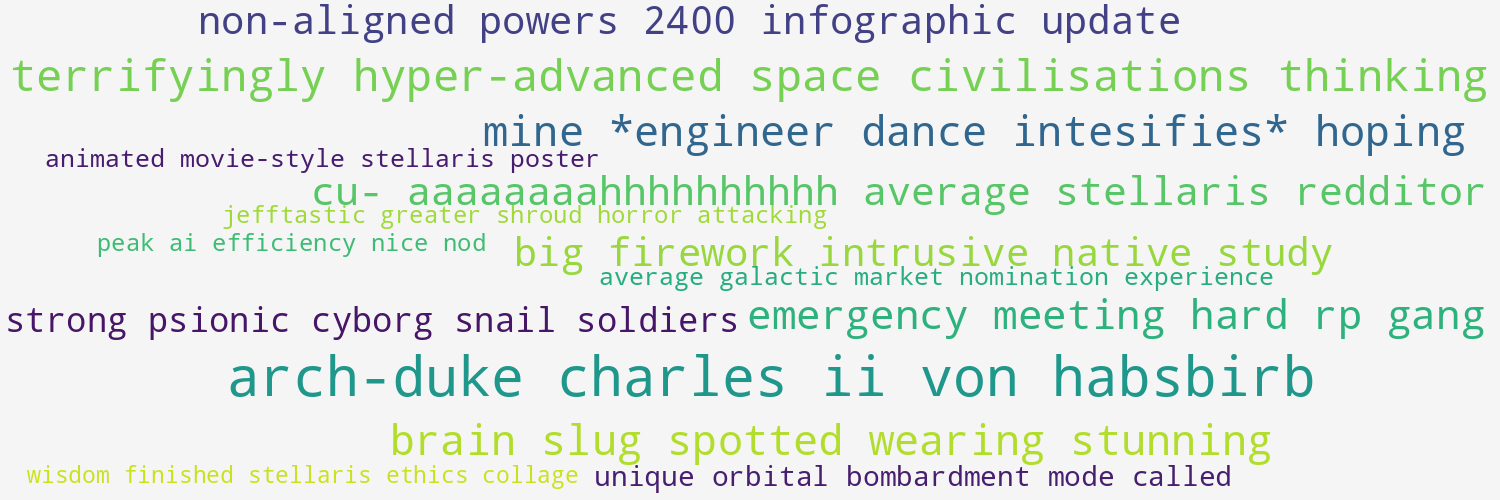 non-aligned powers 2400 infographic update
terrifyingly hyper-advanced space civilisations thinking
mine *engineer dance intesifies* hoping
animated movie-style stellaris poster
cu- aaaaaaaahhhhhhhhhh average stellaris redditor
jefftastic greater shroud horror attacking
peak ai efficiency nice nod
big firework intrusive native study
average galactic market nomination experience
strong psionic cyborg snail soldiers
emergency meeting hard rp gang
arch-duke charles ii von habsbirb
brain slug spotted wearing stunning
wisdom finished stellaris ethics collage
unique orbital bombardment mode called